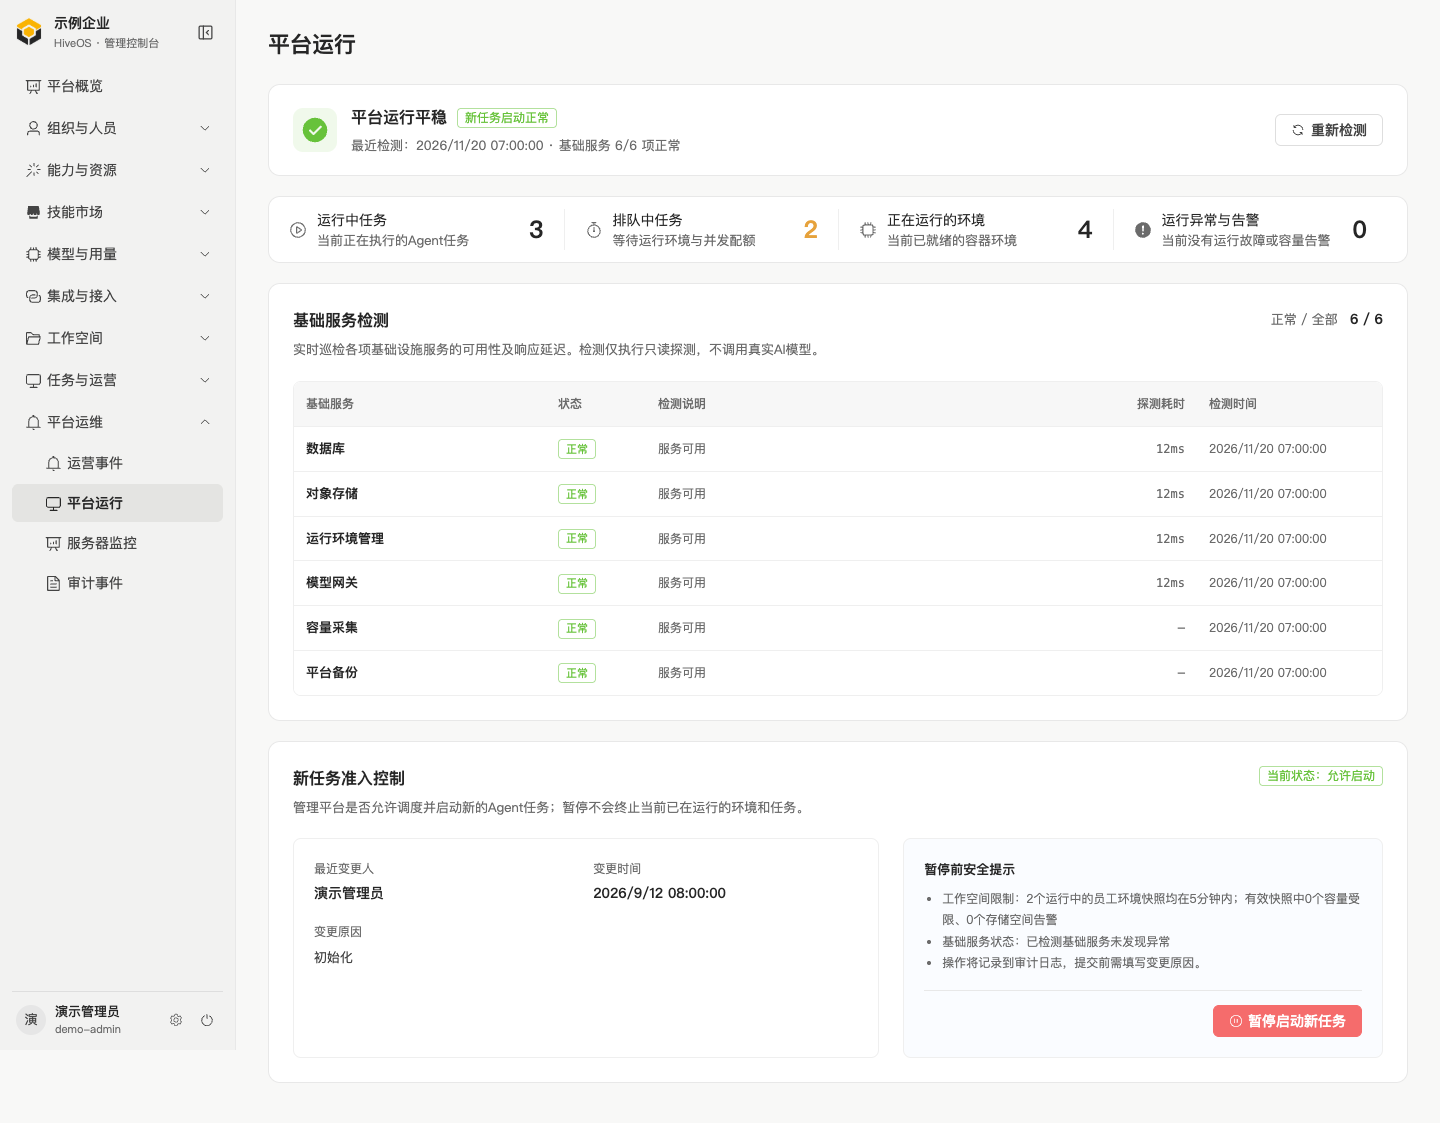 示例企业
HiveOS · 管理控制台
平台概览
组织与人员
能力与资源
技能市场
模型与用量
集成与接入
工作空间
任务与运营
平台运维
运营事件
平台运行
服务器监控
审计事件
演
演示管理员
demo-admin
平台运行
平台运行平稳 新任务启动正常
最近检测：2026/11/20 07:00:00 · 基础服务 6/6 项正常
重新检测
运行中任务
当前正在执行的Agent任务
3
排队中任务
等待运行环境与并发配额
2
正在运行的环境
当前已就绪的容器环境
4
运行异常与告警
当前没有运行故障或容量告警
0
基础服务检测
正常 / 全部 6 / 6
实时巡检各项基础设施服务的可用性及响应延迟。检测仅执行只读探测，不调用真实AI模型。
基础服务 状态 检测说明 探测耗时 检测时间
数据库 正常 服务可用 12ms 2026/11/20 07:00:00
对象存储 正常 服务可用 12ms 2026/11/20 07:00:00
运行环境管理 正常 服务可用 12ms 2026/11/20 07:00:00
模型网关 正常 服务可用 12ms 2026/11/20 07:00:00
容量采集 正常 服务可用 — 2026/11/20 07:00:00
平台备份 正常 服务可用 — 2026/11/20 07:00:00
新任务准入控制
当前状态：允许启动
管理平台是否允许调度并启动新的Agent任务；暂停不会终止当前已在运行的环境和任务。
最近变更人
演示管理员
变更时间
2026/9/12 08:00:00
变更原因
初始化
暂停前安全提示
• 工作空间限制：2个运行中的员工环境快照均在5分钟内；有效快照中0个容量受
限、0个存储空间告警
• 基础服务状态：已检测基础服务未发现异常
• 操作将记录到审计日志，提交前需填写变更原因。
暂停启动新任务